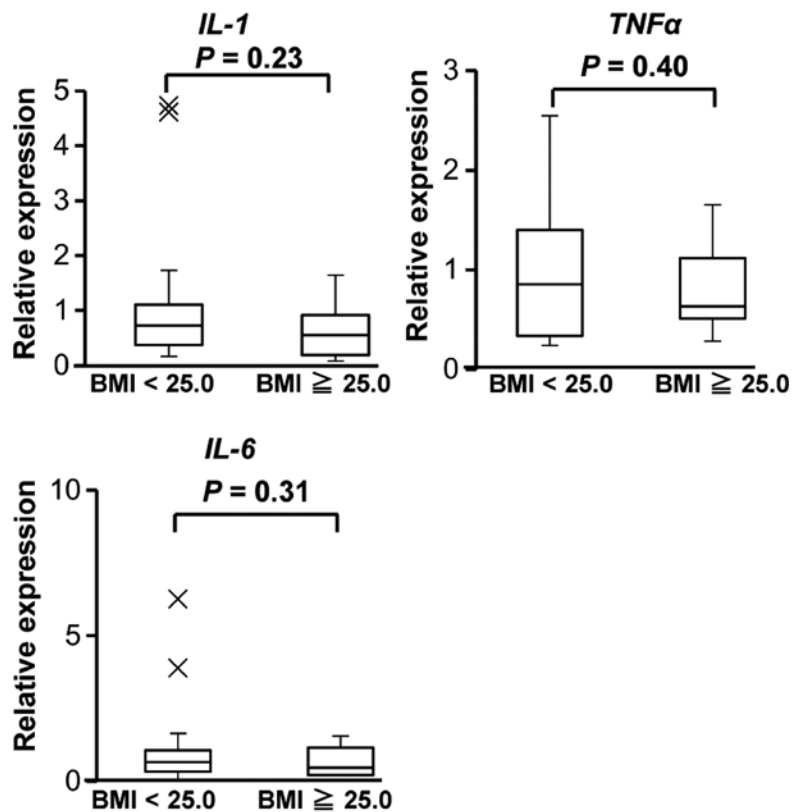 IL-1
P = 0.23
Relative expression
5
4
3
2
1
0
BMI < 25.0
BMI ≧ 25.0
TNFα
P = 0.40
Relative expression
3
2
1
0
BMI < 25.0
BMI ≧ 25.0
IL-6
P = 0.31
Relative expression
10
5
0
BMI < 25.0
BMI ≧ 25.0